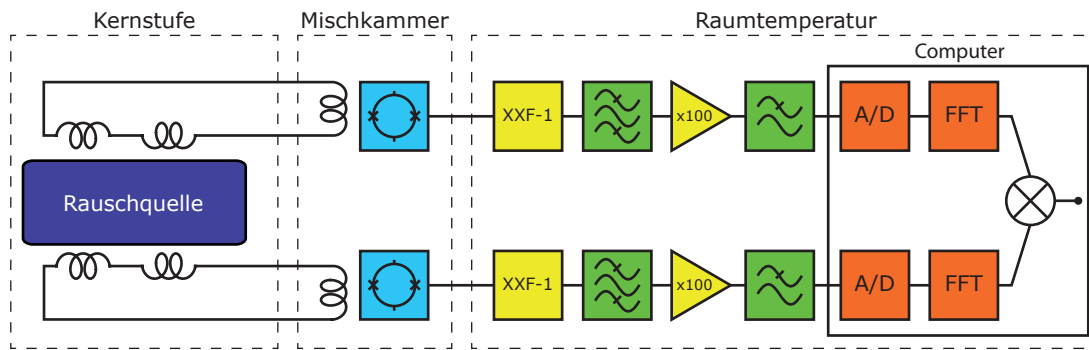 Kernstufe
Mischkammer
Raumtemperatur
Computer
XXF-1
x100
A/D
FFT
Rauschquelle
XXF-1
x100
A/D
FFT